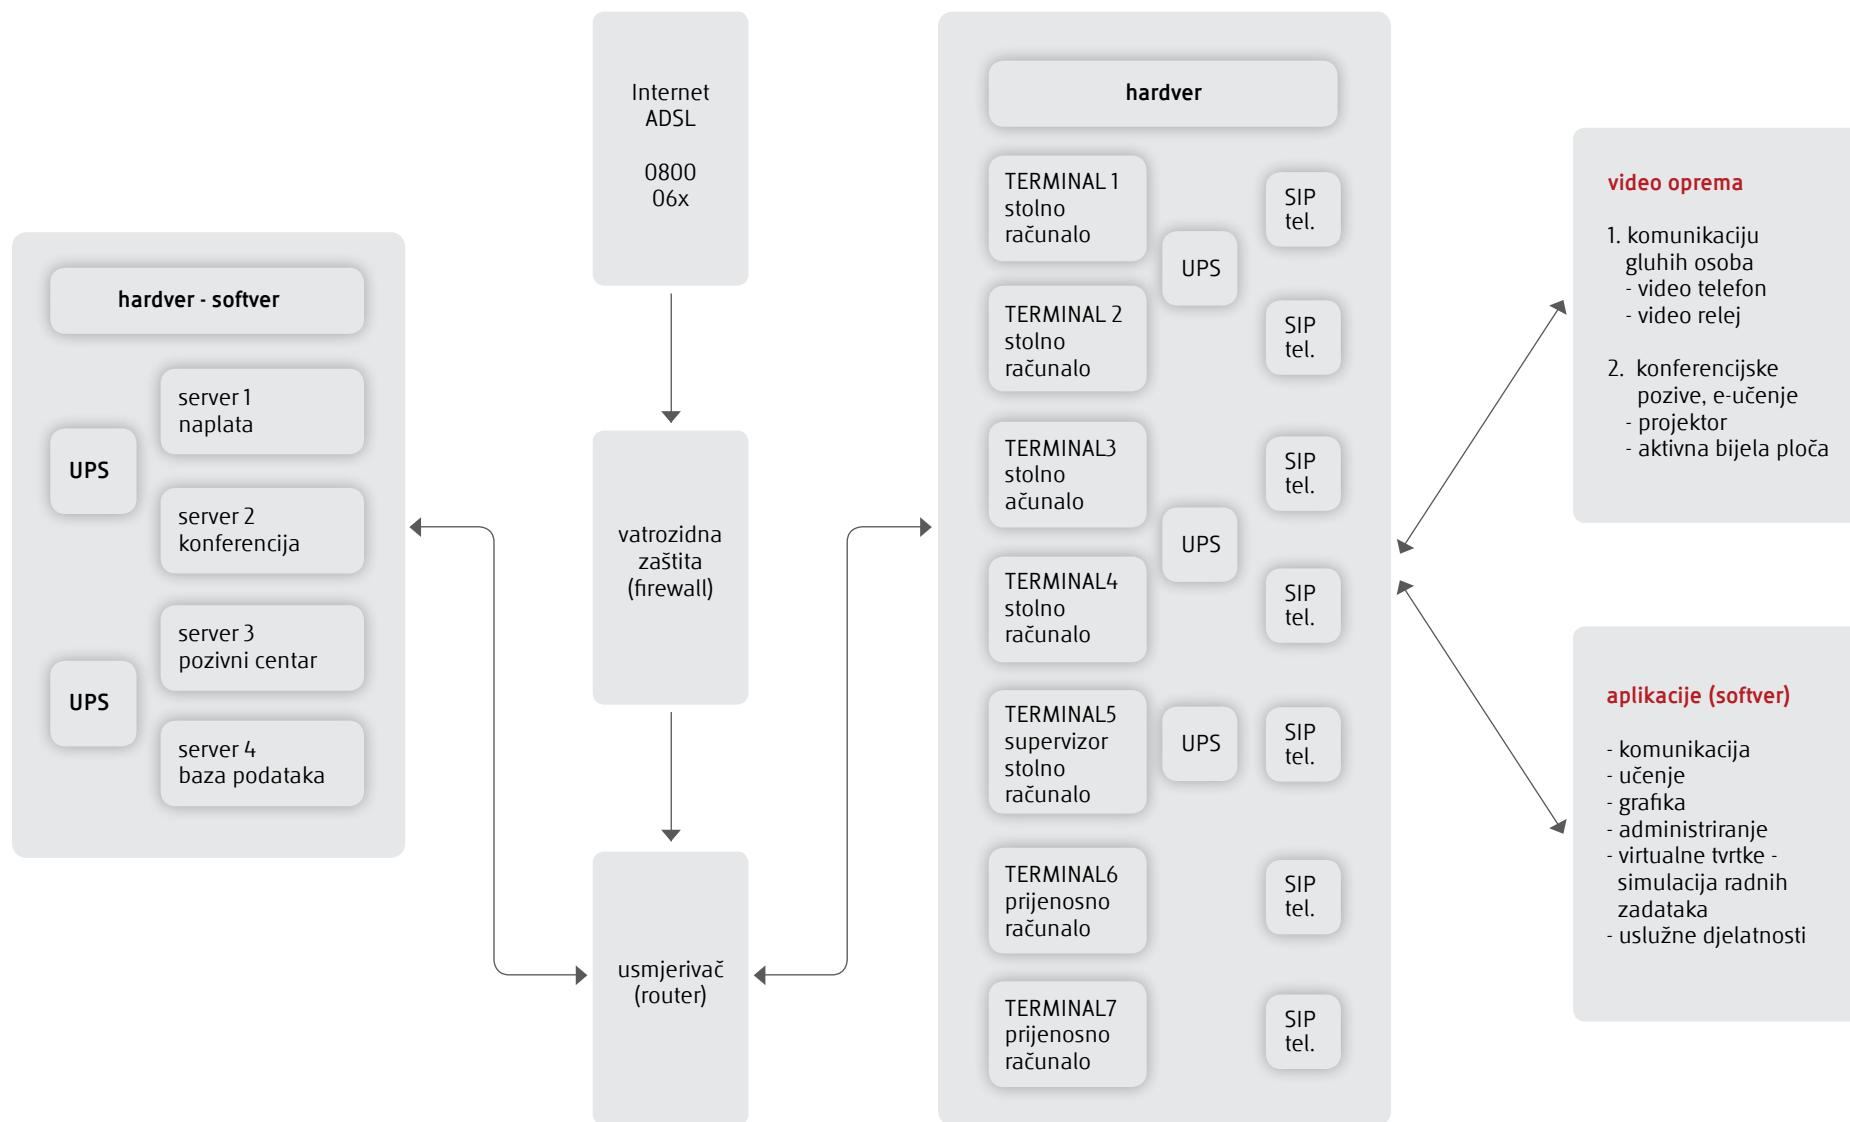 hardver - softver
UPS
server 1
naplata
server 2
konferencija
UPS
server 3
pozivni centar
server 4
baza podataka
Internet
ADSL
0800
06x
vatrozidna
zaštita
(firewall)
usmjerivač
(router)
hardver
TERMINAL 1
stolno
računalo
UPS
SIP
tel.
TERMINAL 2
stolno
računalo
SIP
tel.
TERMINAL3
stolno
ačunalo
UPS
SIP
tel.
TERMINAL4
stolno
računalo
SIP
tel.
TERMINAL5
supervizor
stolno
računalo
UPS
SIP
tel.
TERMINAL6
prijenosno
računalo
SIP
tel.
TERMINAL7
prijenosno
računalo
SIP
tel.
video oprema
1. komunikaciju
gluhih osoba
- video telefon
- video relej
2. konferencijske
pozive, e-učenje
- projektor
- aktivna bijela ploča
aplikacije (softver)
- komunikacija
- učenje
- grafika
- administriranje
- virtualne tvrtke -
simulacija radnih
zadataka
- uslužne djelatnosti